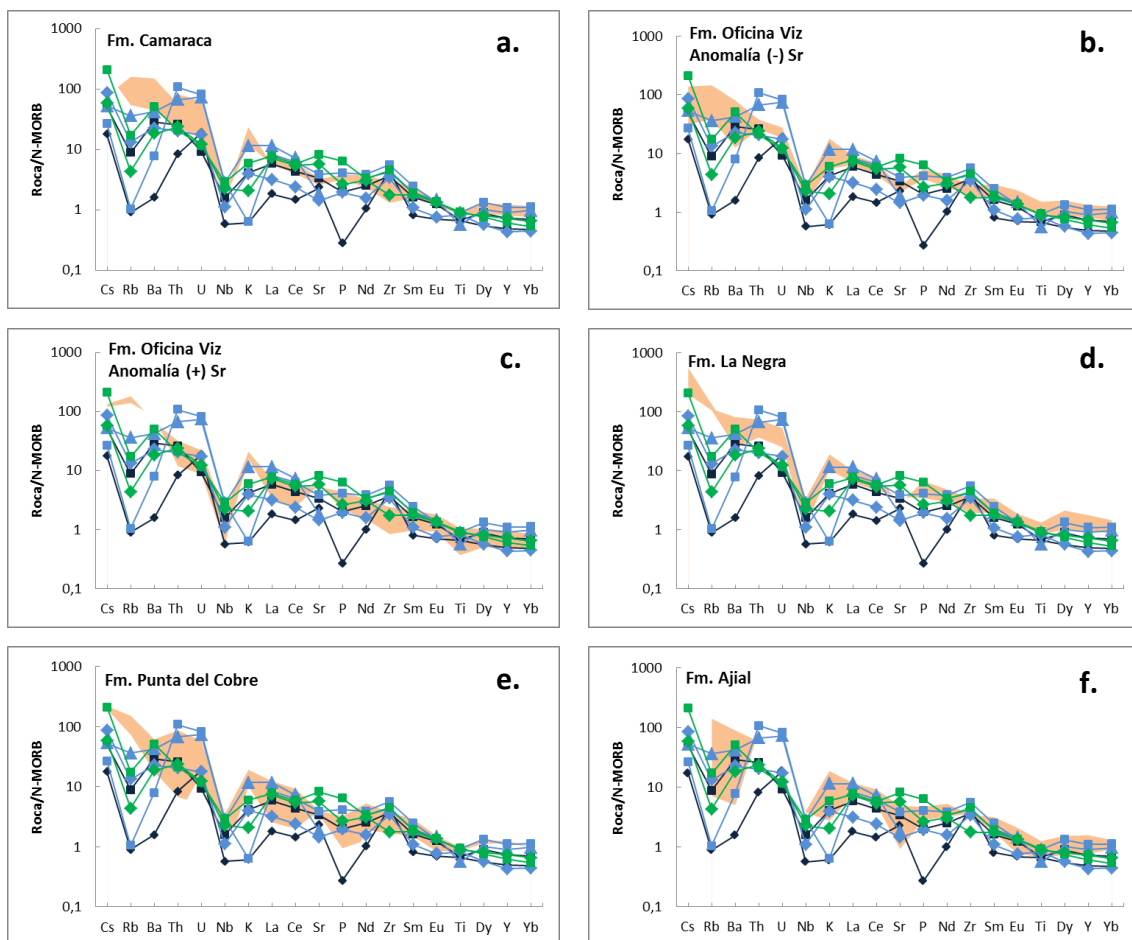 Fm. Camaraca
a.
1000
100
10
1
0,1
Roca/N-MORB
Cs Rb Ba Th U Nb K La Ce Sr P Nd Zr Sm Eu Ti Dy Y Yb
Fm. Oficina Viz
Anomalía (-) Sr
b.
1000
100
10
1
0,1
Roca/N-MORB
Cs Rb Ba Th U Nb K La Ce Sr P Nd Zr Sm Eu Ti Dy Y Yb
Fm. Oficina Viz
Anomalía (+) Sr
c.
1000
100
10
1
0,1
Roca/N-MORB
Cs Rb Ba Th U Nb K La Ce Sr P Nd Zr Sm Eu Ti Dy Y Yb
Fm. La Negra
d.
1000
100
10
1
0,1
Roca/N-MORB
Cs Rb Ba Th U Nb K La Ce Sr P Nd Zr Sm Eu Ti Dy Y Yb
Fm. Punta del Cobre
e.
1000
100
10
1
0,1
Roca/N-MORB
Cs Rb Ba Th U Nb K La Ce Sr P Nd Zr Sm Eu Ti Dy Y Yb
Fm. Ajial
f.
1000
100
10
1
0,1
Roca/N-MORB
Cs Rb Ba Th U Nb K La Ce Sr P Nd Zr Sm Eu Ti Dy Y Yb